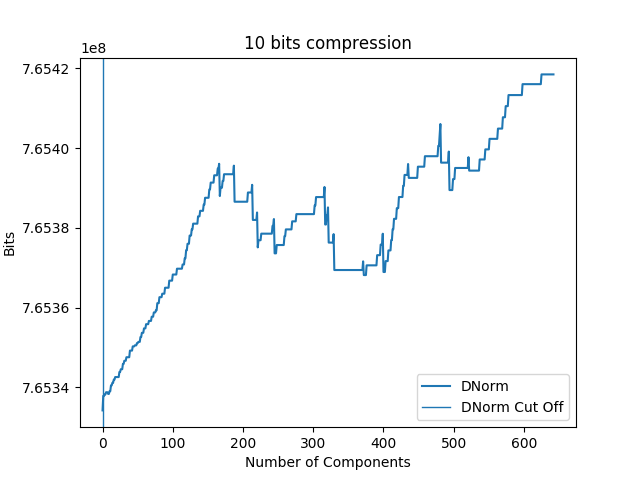 10 bits compression
1e8
7.6542
7.6540
7.6538
7.6536
7.6534
Bits
0 100 200 300 400 500 600
Number of Components
DNorm
DNorm Cut Off